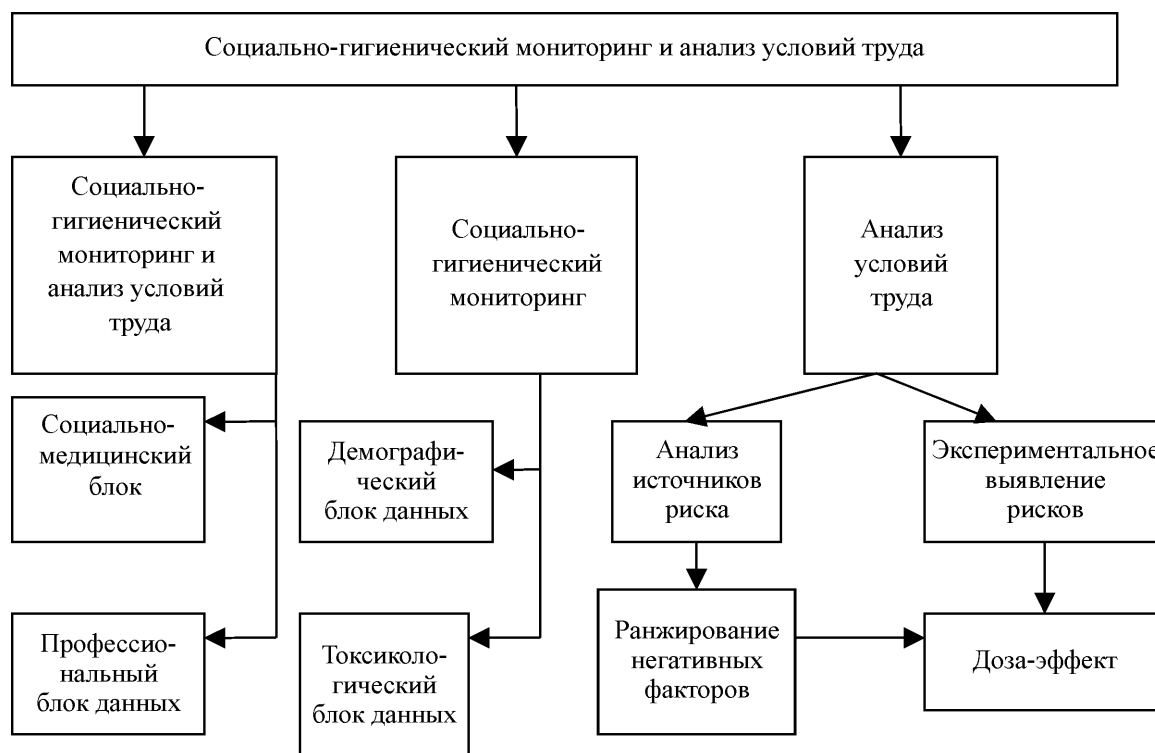 Социально-гигиенический мониторинг и анализ условий труда
Социально-
гигиенический
мониторинг и
анализ условий
труда
Социально-
гигиенический
мониторинг
Анализ
условий
труда
Социально-
медицинский
блок
Демографи-
ческий
блок данных
Анализ
источников
риска
Экспериментальное
выявление
рисков
Профессио-
нальный
блок данных
Токсиколо-
гический
блок данных
Ранжирование
негативных
факторов
Доза-эффект